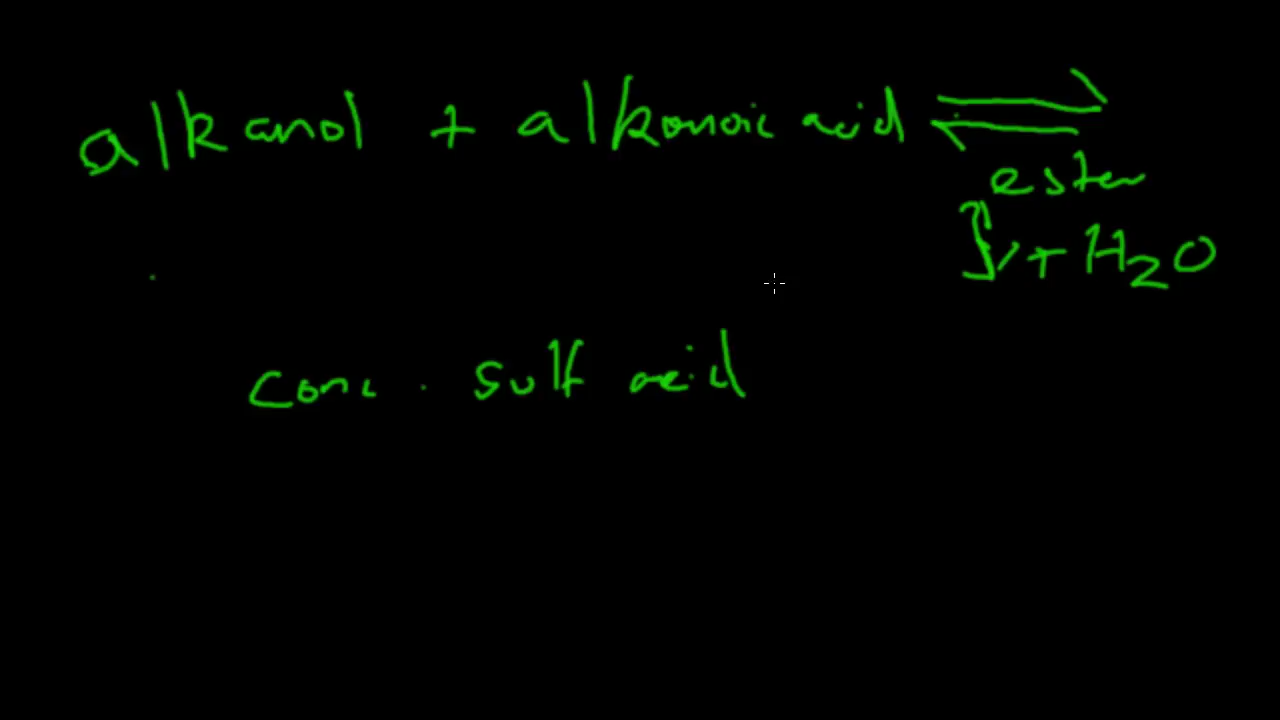 alkanol + alkanoic acid ⇌
ester
+ H2O
conc. sulf acid